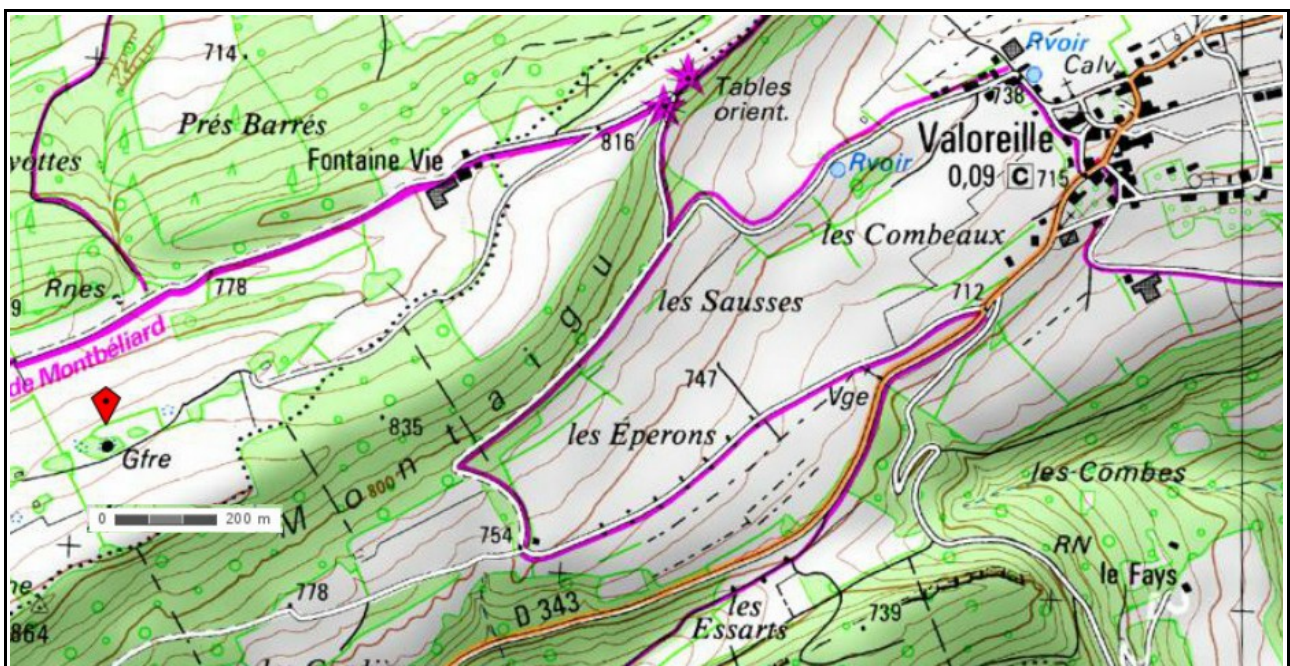 714
Prés Barrés
Tables
orient.
Rvoir
Calv.
738
Valoreille
0,09 C 715
816
Fontaine Vie
Rvoir
les Combeaux
Rnes
778
de Montbéliard
les Sausses
712
747
Vge
835
les Éperons
Gfre
Montaigu
800
les Combes
0 200 m
754
RN
le Fays
778
D 343
les
Essarts
739
864